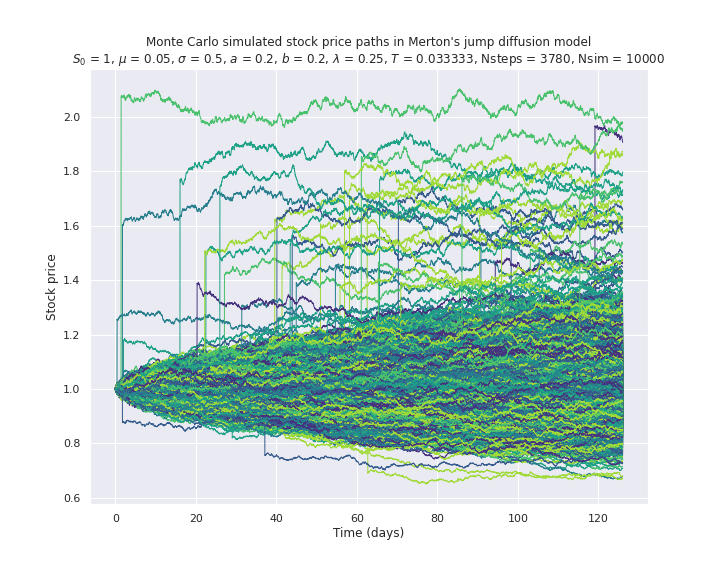 Monte Carlo simulated stock price paths in Merton's jump diffusion model
S₀ = 1, μ = 0.05, σ = 0.5, a = 0.2, b = 0.2, λ = 0.25, T = 0.033333, Nsteps = 3780, Nsim = 10000
Stock price
2.0
1.8
1.6
1.4
1.2
1.0
0.8
0.6
0 20 40 60 80 100 120
Time (days)